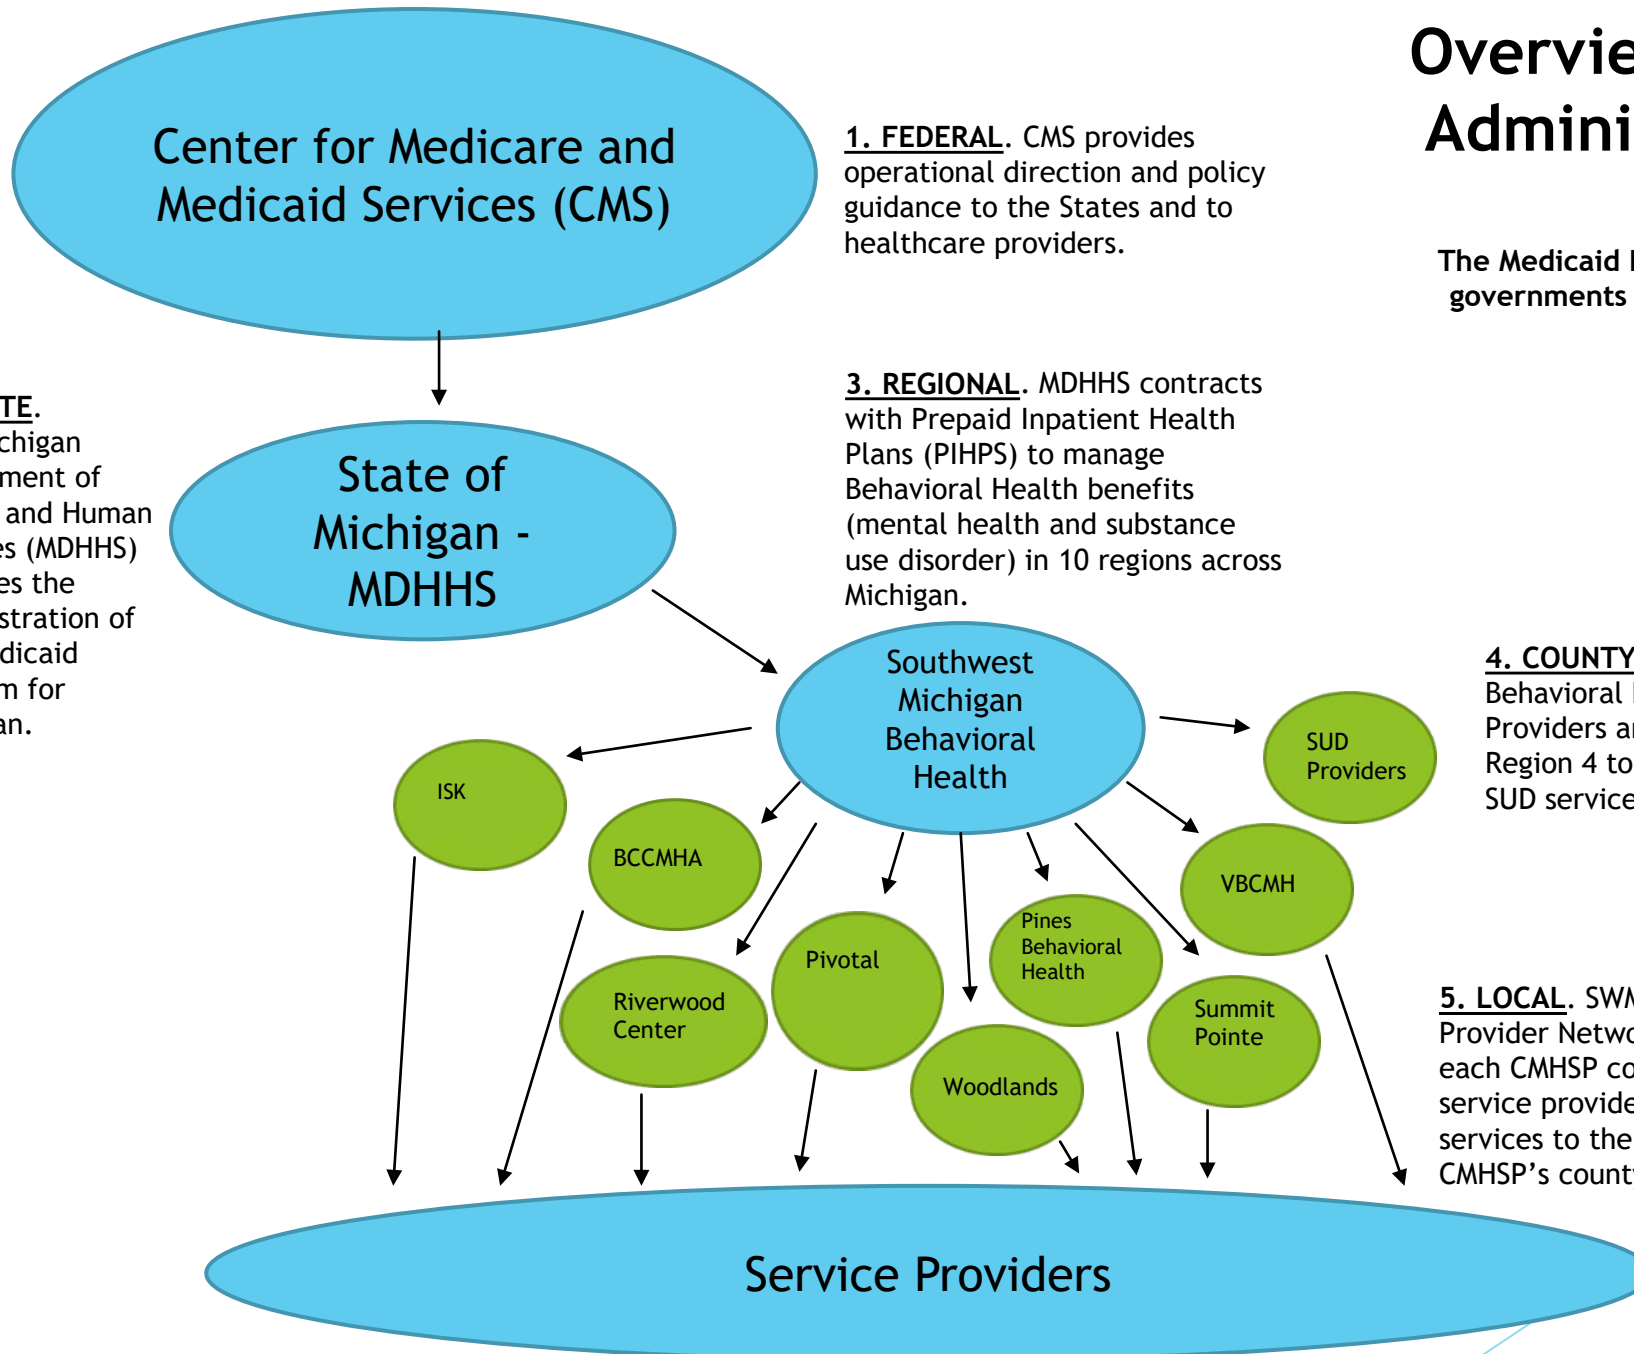 Center for Medicare and
Medicaid Services (CMS)
1. FEDERAL. CMS provides
operational direction and policy
guidance to the States and to
healthcare providers.
Overvie
Admini
The Medicaid
governments
TE.
chigan
ment of
and Human
es (MDHHS)
es the
stration of
dicaid
m for
an.
State of
Michigan -
MDHHS
3. REGIONAL. MDHHS contracts
with Prepaid Inpatient Health
Plans (PIHPS) to manage
Behavioral Health benefits
(mental health and substance
use disorder) in 10 regions across
Michigan.
Southwest
Michigan
Behavioral
Health
4. COUNTY
Behavioral
Providers a
Region 4 to
SUD service
SUD
Providers
ISK
BCCMHA
VBCMH
Riverwood
Center
Pivotal
Pines
Behavioral
Health
Woodlands
Summit
Pointe
5. LOCAL. SWM
Provider Netwo
each CMHSP co
service provide
services to the
CMHSP’s county
Service Providers